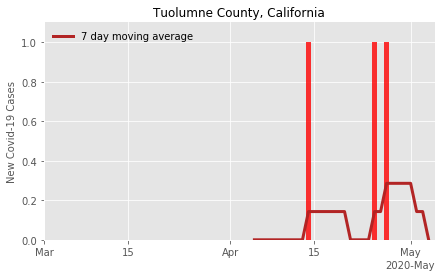 Tuolumne County, California
7 day moving average
New Covid-19 Cases
1.0
0.8
0.6
0.4
0.2
0.0
Mar 15 Apr 15 May
2020-May